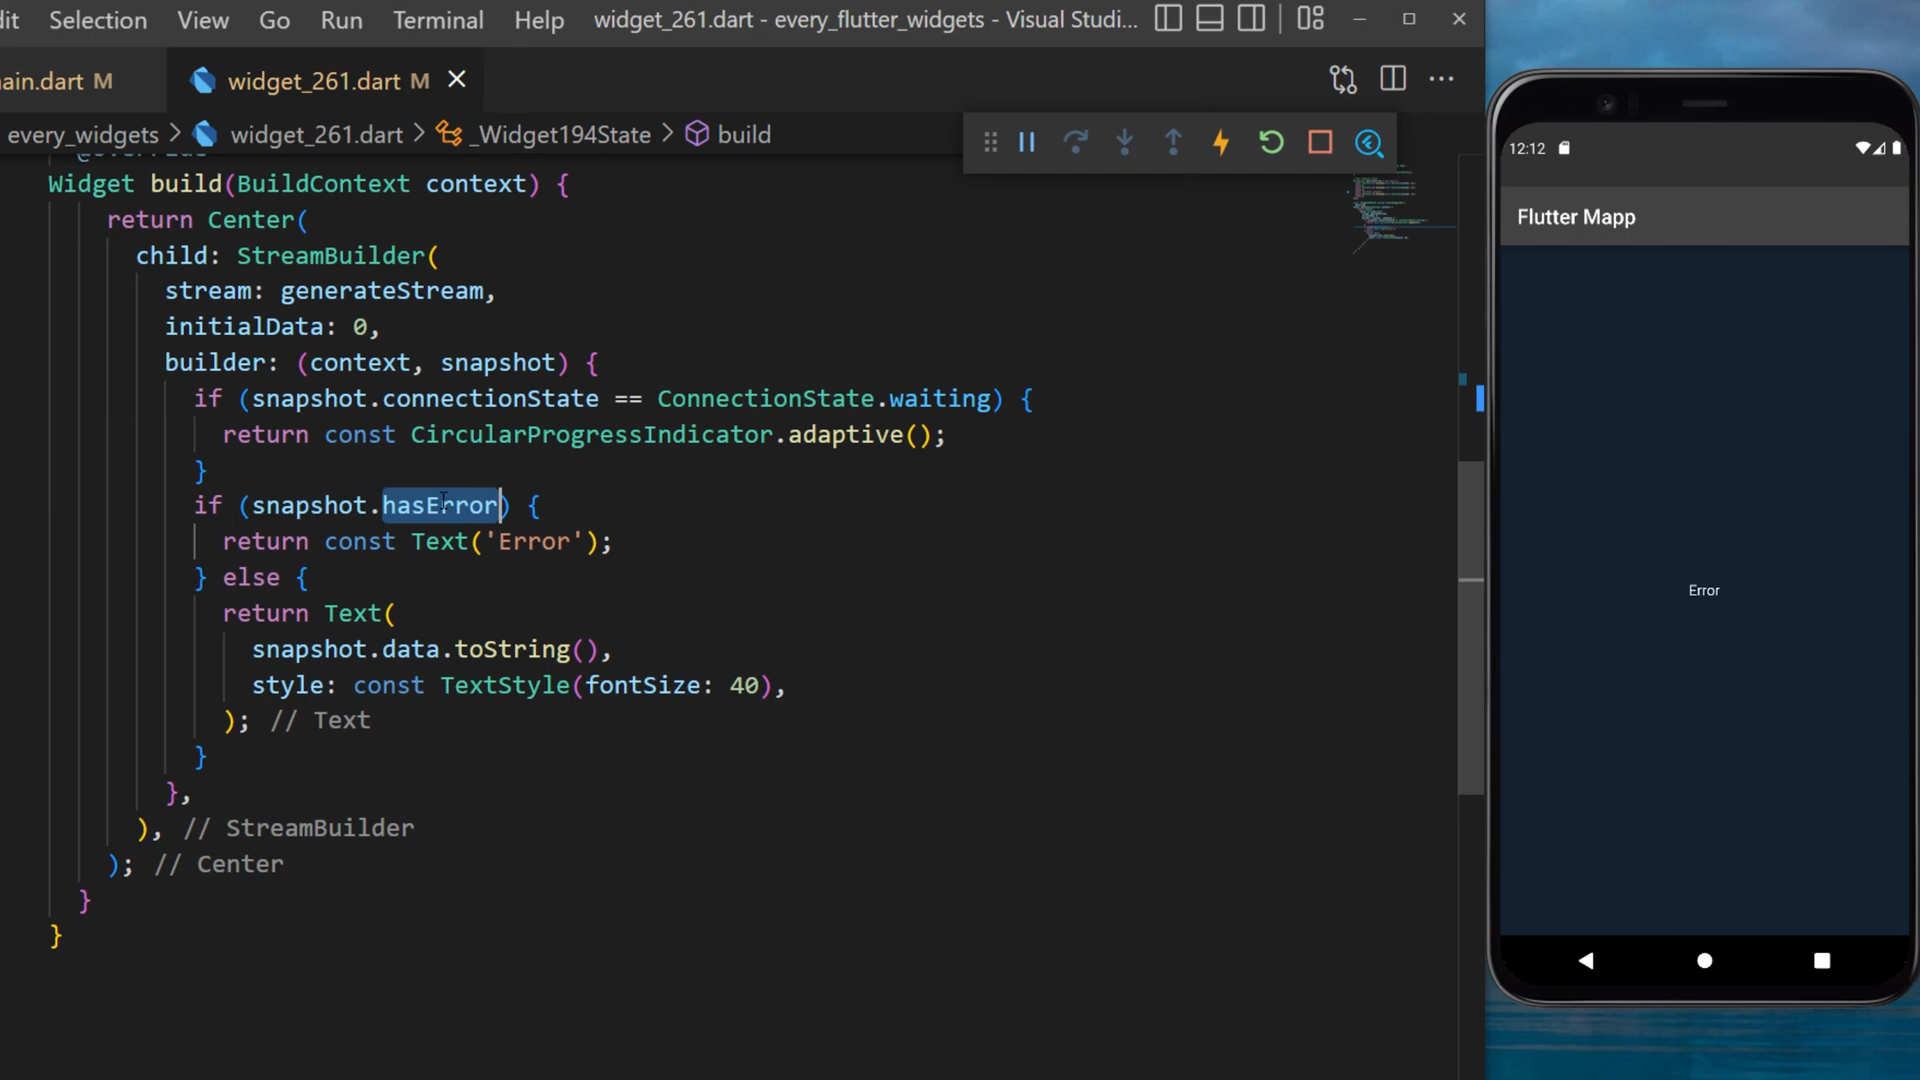 dit Selection View Go Run Terminal Help widget_261.dart - every_flutter_widgets - Visual Studi...
ain.dart M widget_261.dart M
every_widgets > widget_261.dart > _Widget194State > build
Widget build(BuildContext context) {
return Center(
child: StreamBuilder(
stream: generateStream,
initialData: 0,
builder: (context, snapshot) {
if (snapshot.connectionState == ConnectionState.waiting) {
return const CircularProgressIndicator.adaptive();
}
if (snapshot.hasError) {
return const Text('Error');
} else {
return Text(
snapshot.data.toString(),
style: const TextStyle(fontSize: 40),
); // Text
}
},
), // StreamBuilder
); // Center
}
}
12:12
Flutter Mapp
Error